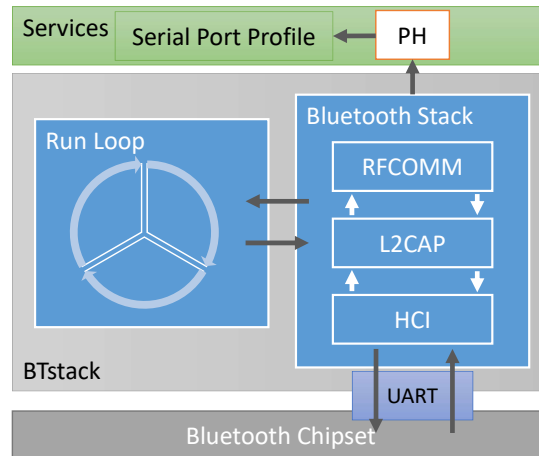 Services
Serial Port Profile
PH
Bluetooth Stack
Run Loop
RFCOMM
L2CAP
HCI
BTstack
UART
Bluetooth Chipset